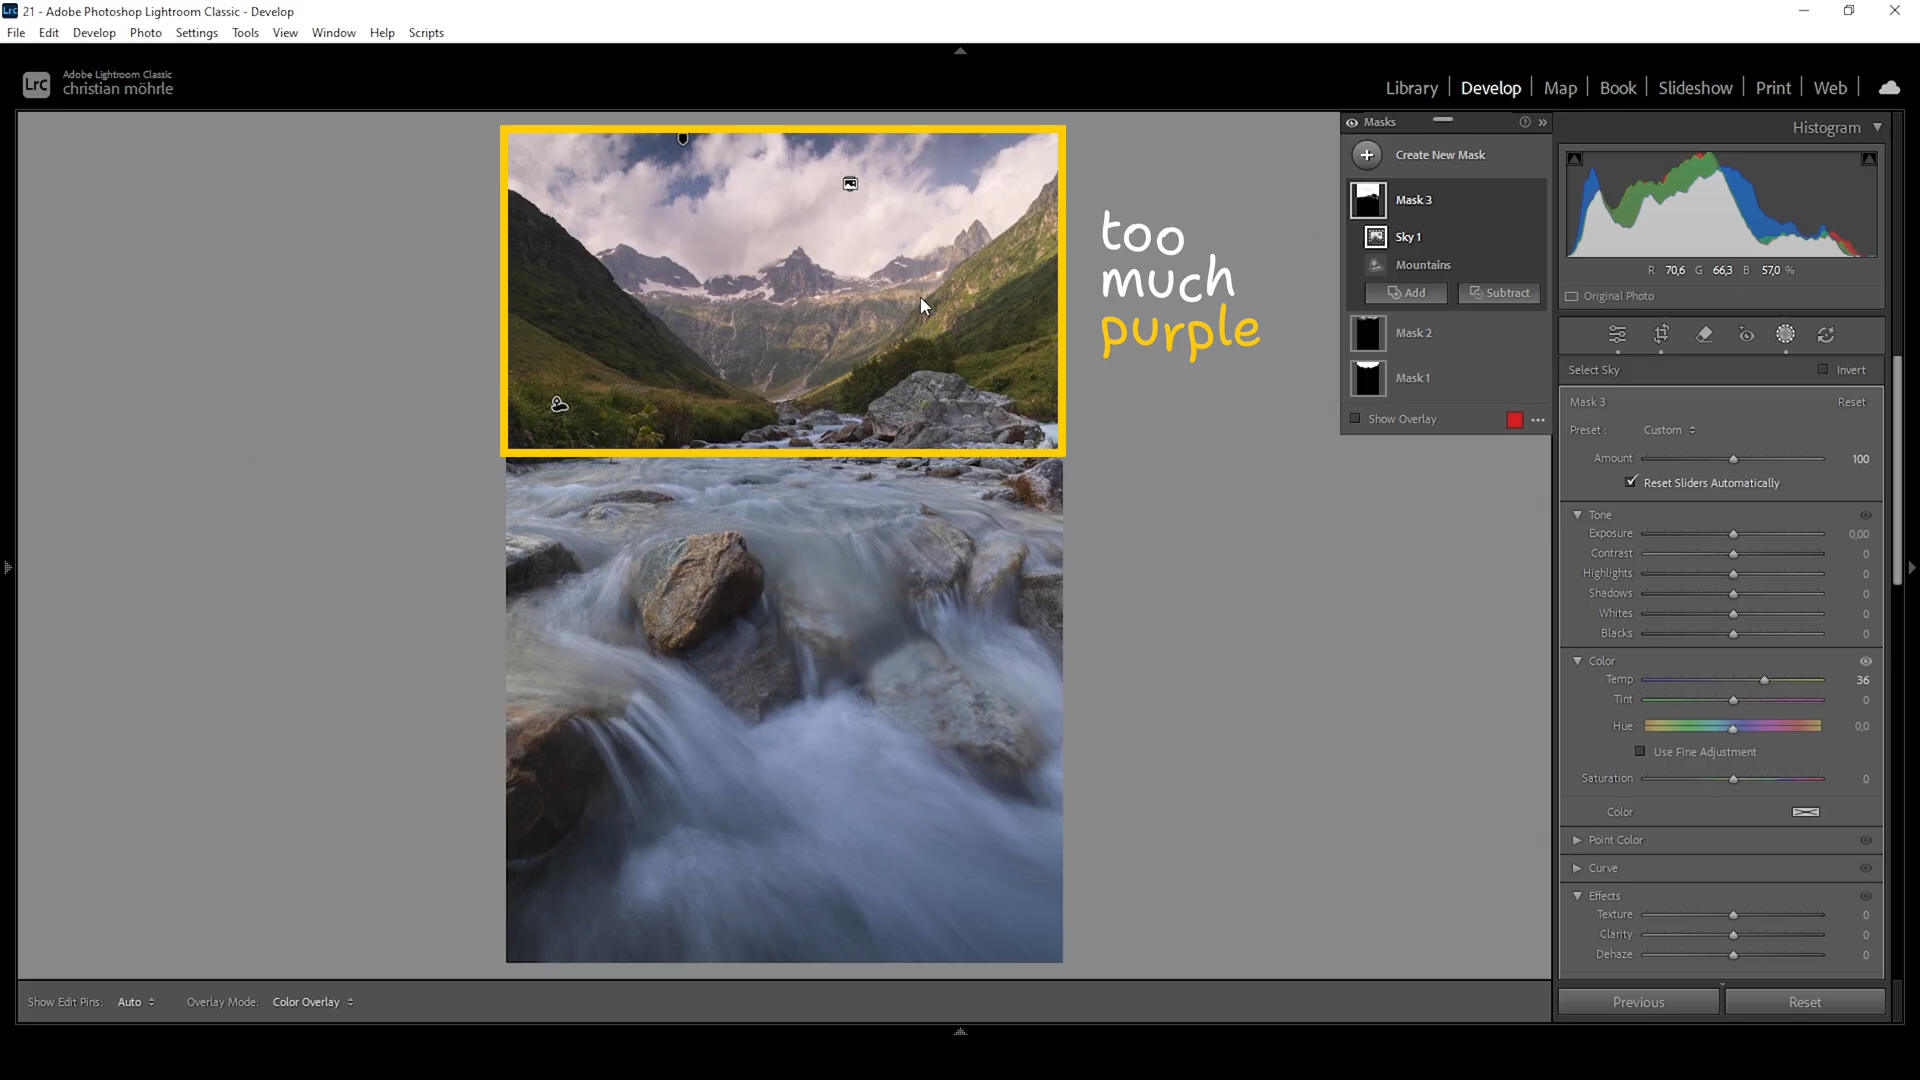 21 - Adobe Photoshop Lightroom Classic - Develop
File Edit Develop Photo Settings Tools View Window Help Scripts
LrC
Adobe Lightroom Classic
christian möhrle
Library | Develop | Map | Book | Slideshow | Print | Web |
too
much
purple
Masks
Create New Mask
Mask 3
Sky 1
Mountains
Add Subtract
Mask 2
Mask 1
Show Overlay
Histogram
R 70,6 G 66,3 B 57,0 %
Original Photo
Select Sky Invert
Mask 3 Reset
Preset : Custom
Amount 100
Reset Sliders Automatically
Tone
Exposure 0,00
Contrast 0
Highlights 0
Shadows 0
Whites 0
Blacks 0
Color
Temp 36
Tint 0
Hue 0,0
Use Fine Adjustment
Saturation 0
Color
Point Color
Curve
Effects
Texture 0
Clarity 0
Dehaze 0
Show Edit Pins: Auto Overlay Mode: Color Overlay
Previous Reset